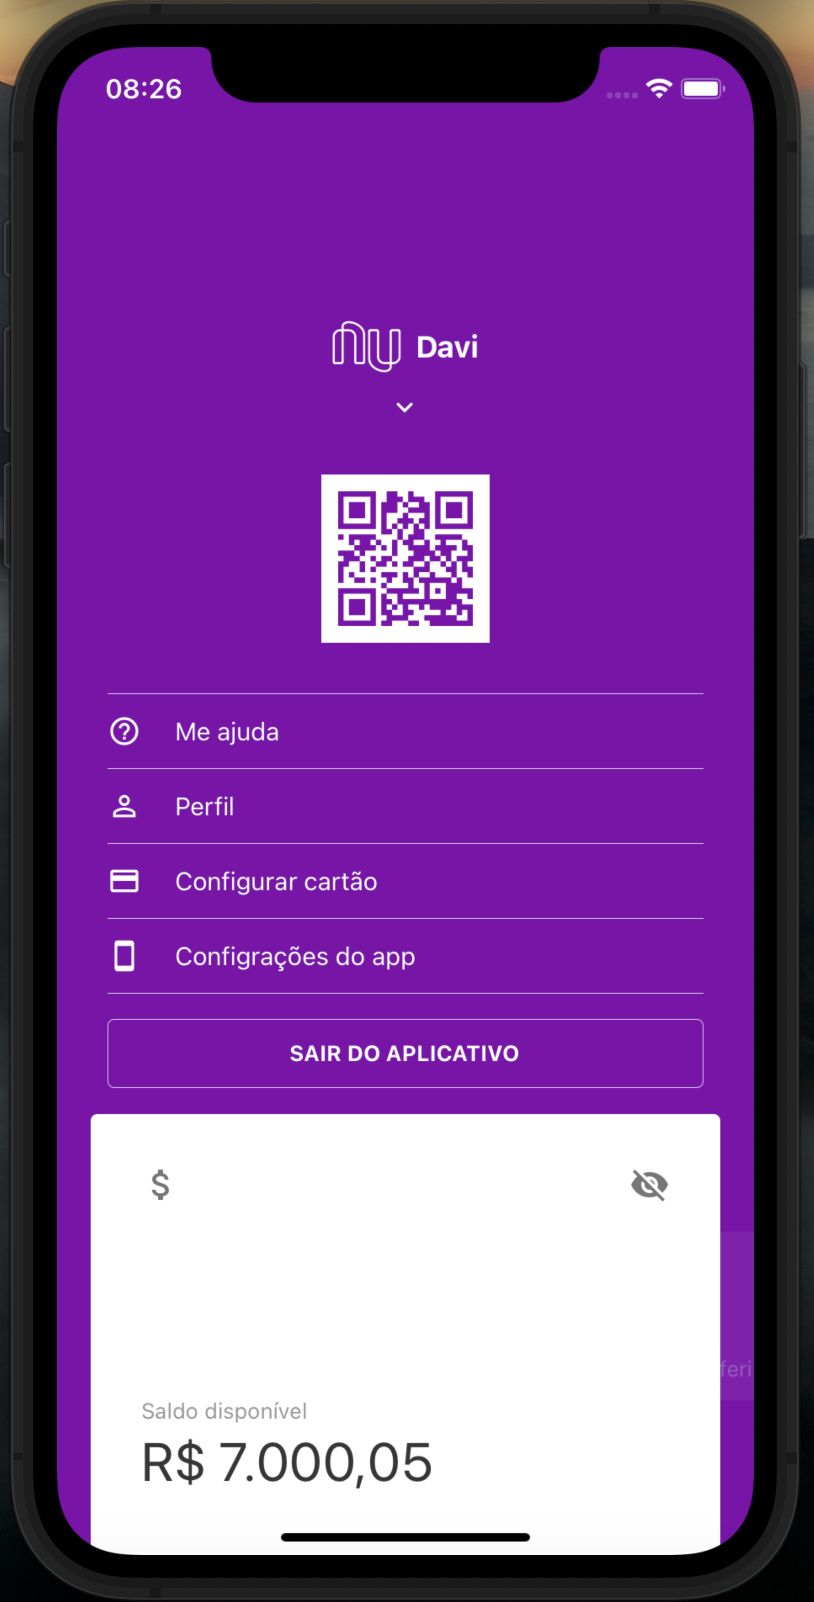 08:26
nu Davi
Me ajuda
Perfil
Configurar cartão
Configrações do app
SAIR DO APLICATIVO
$
feri
Saldo disponível
R$ 7.000,05